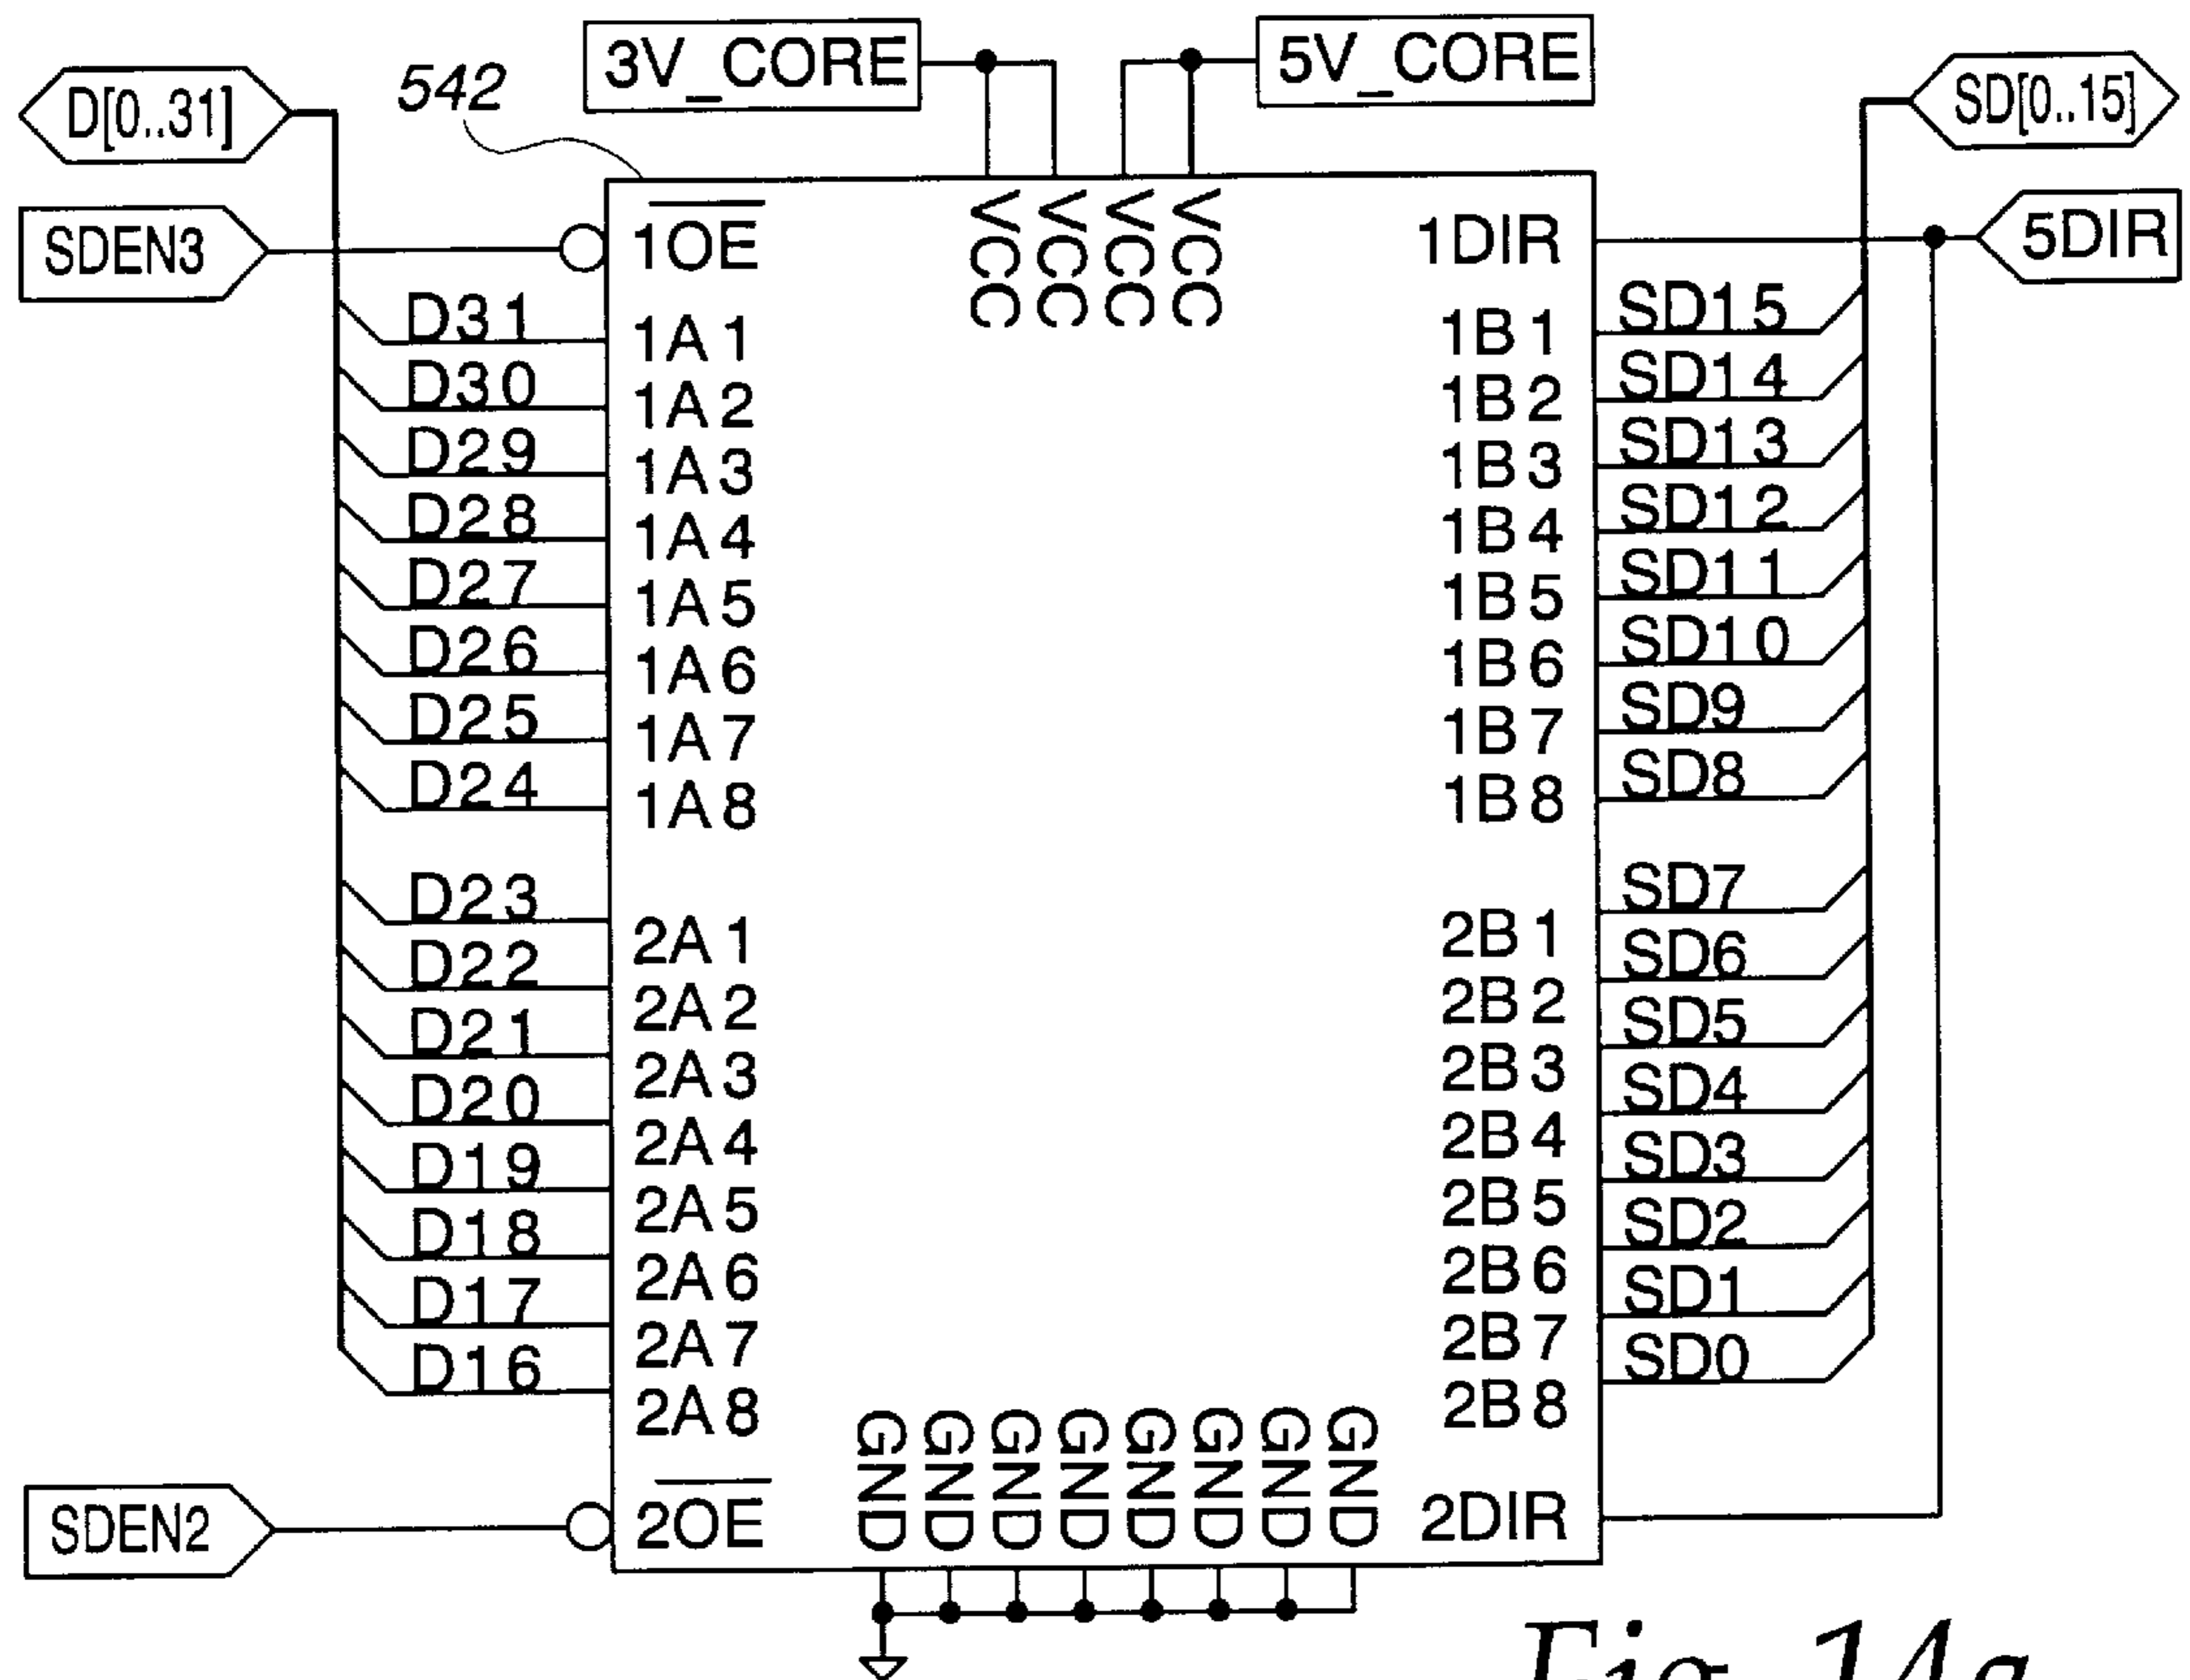 3V_CORE
5V_CORE
542
D[0..31]
SD[0..15]
SDEN3
1OE
VCC
VCC
VCC
VCC
1DIR
5DIR
D31
1A1
1B1
SD15
D30
1A2
1B2
SD14
D29
1A3
1B3
SD13
D28
1A4
1B4
SD12
D27
1A5
1B5
SD11
D26
1A6
1B6
SD10
D25
1A7
1B7
SD9
D24
1A8
1B8
SD8
D23
2A1
2B1
SD7
D22
2A2
2B2
SD6
D21
2A3
2B3
SD5
D20
2A4
2B4
SD4
D19
2A5
2B5
SD3
D18
2A6
2B6
SD2
D17
2A7
2B7
SD1
D16
2A8
2B8
SD0
SDEN2
2OE
GND
GND
GND
GND
GND
GND
GND
GND
2DIR